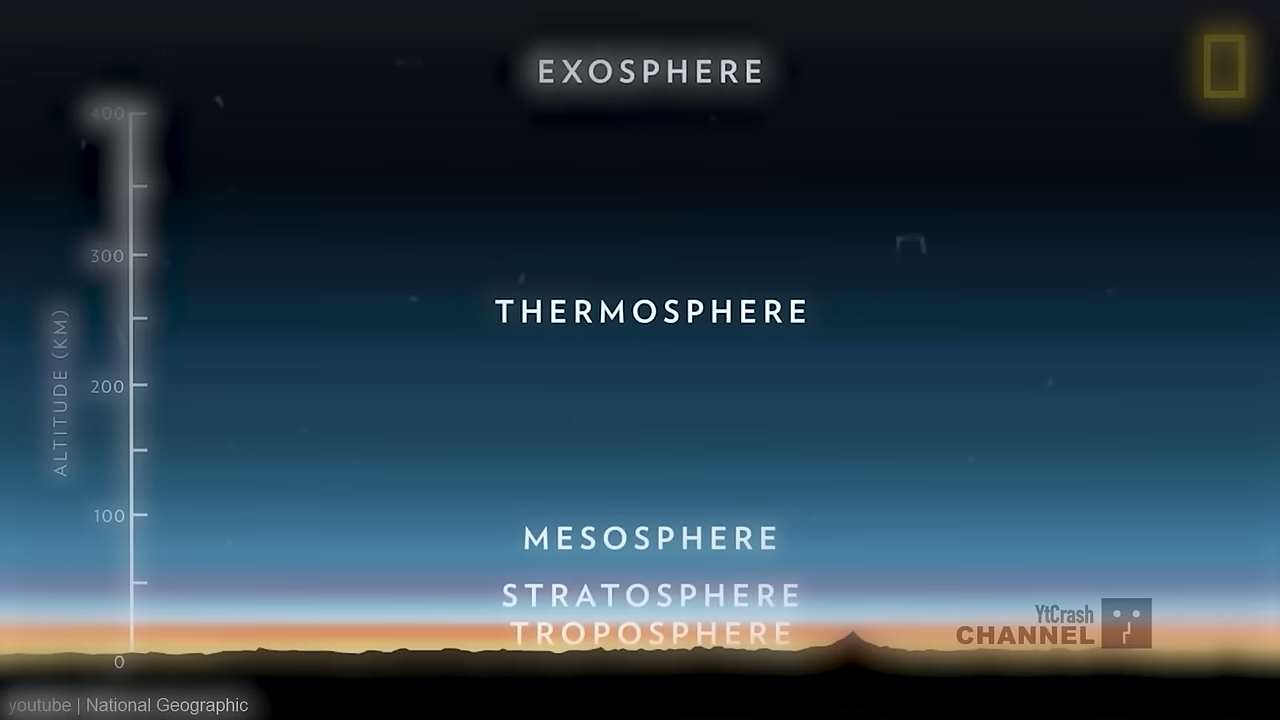 EXOSPHERE
400
300
THERMOSPHERE
ALTITUDE (KM)
200
100
MESOSPHERE
STRATOSPHERE
YtCrash
CHANNEL
TROPOSPHERE
0
youtube | National Geographic